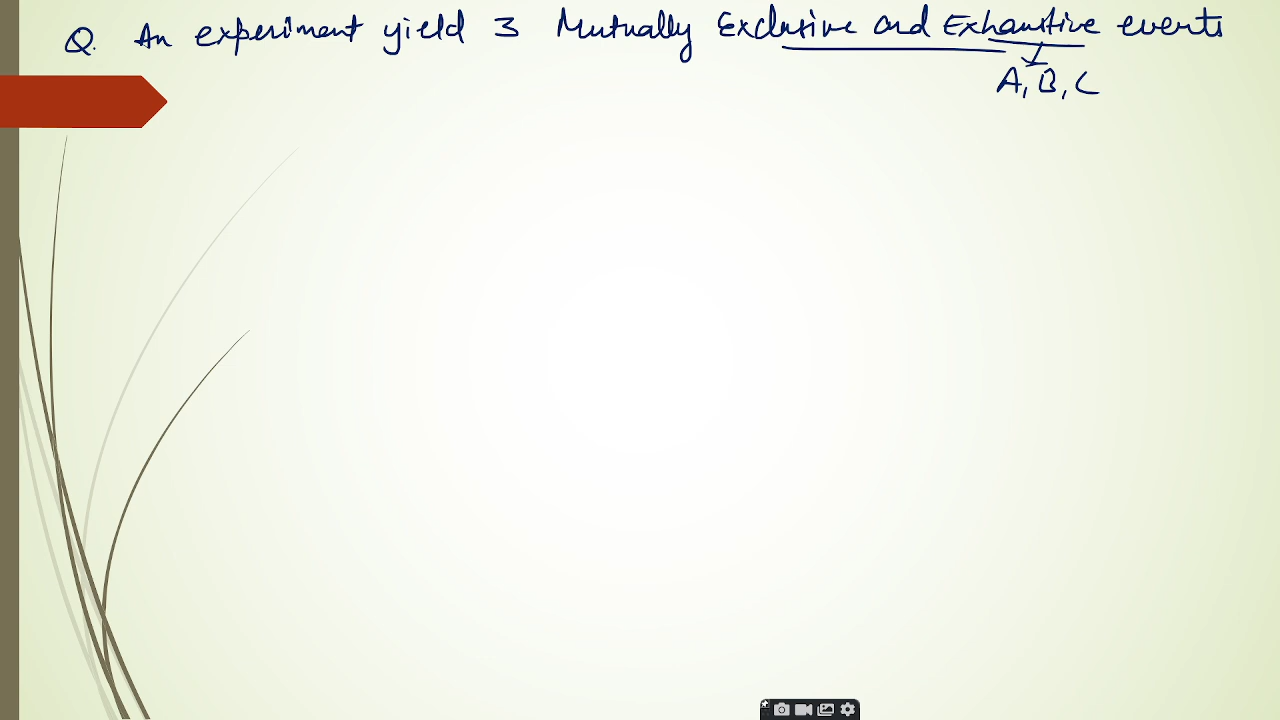 Q. An experiment yield 3 Mutually Exclusive and Exhaustive events
A, B, C